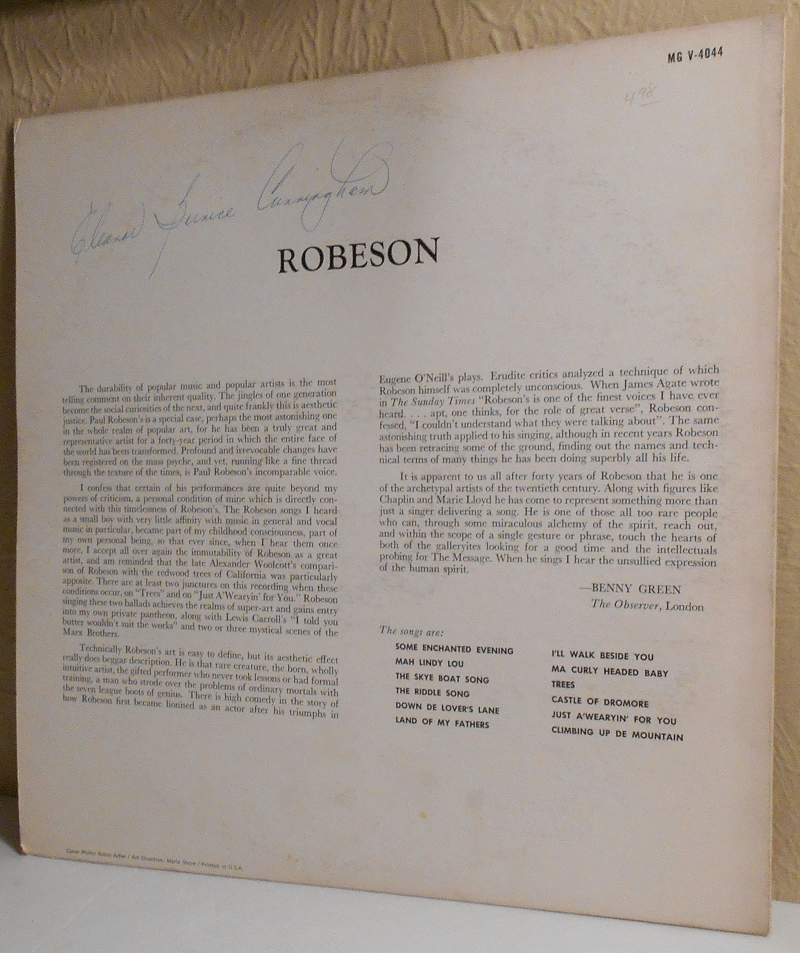 MG V-4044
498
Eleanor Bernice Cunningham
ROBESON
The durability of popular music and popular artists is the most
telling comment on their inherent quality. The jingles of one generation
become the social curiosities of the next, and quite frankly this is aesthetic
justice. Paul Robeson's is a special case, perhaps the most astonishing one
in the whole realm of popular art, for he has been a truly great and
representative artist for a forty-year period in which the entire face of
the world has been transformed. Profound and irrevocable changes have
been registered on the mass psyche, and yet, running like a fine thread
through the texture of the times, is Paul Robeson's incomparable voice.
I confess that certain of his performances are quite beyond my
powers of criticism, a personal condition of mine which is directly con-
nected with this timelessness of Robeson's. The Robeson songs I heard
as a small boy with very little affinity with music in general and vocal
music in particular, became part of my childhood consciousness, part of
my own personal being, so that ever since, when I hear them once
more, I accept all over again the immutability of Robeson as a great
artist, and am reminded that the late Alexander Woolcott's compari-
son of Robeson with the redwood trees of California was particularly
apposite. There are at least two junctures on this recording when these
conditions occur, on "Trees" and on "Just A'Wearyin' for You." Robeson
singing these two ballads achieves the realms of super-art and gains entry
into my own private pantheon, along with Lewis Carroll's "I told you
butter wouldn't suit the works" and two or three mystical scenes of the
Marx Brothers.
Technically Robeson's art is easy to define, but its aesthetic effect
really does beggar description. He is that rare creature, the born, wholly
intuitive artist, the gifted performer who never took lessons or had formal
training, a man who strode over the problems of ordinary mortals with
the seven league boots of genius. There is high comedy in the story of
how Robeson first became lionised as an actor after his triumphs in
Eugene O'Neill's plays. Erudite critics analyzed a technique of which
Robeson himself was completely unconscious. When James Agate wrote
in The Sunday Times "Robeson's is one of the finest voices I have ever
heard. . . . apt, one thinks, for the role of great verse", Robeson con-
fessed, "I couldn't understand what they were talking about". The same
astonishing truth applied to his singing, although in recent years Robeson
has been retracing some of the ground, finding out the names and tech-
nical terms of many things he has been doing superbly all his life.
It is apparent to us all after forty years of Robeson that he is one
of the archetypal artists of the twentieth century. Along with figures like
Chaplin and Marie Lloyd he has come to represent something more than
just a singer delivering a song. He is one of those all too rare people
who can, through some miraculous alchemy of the spirit, reach out,
and within the scope of a single gesture or phrase, touch the hearts of
both of the galleryites looking for a good time and the intellectuals
probing for The Message. When he sings I hear the unsullied expression
of the human spirit.
—BENNY GREEN
The Observer, London
The songs are:
SOME ENCHANTED EVENING
MAH LINDY LOU
THE SKYE BOAT SONG
THE RIDDLE SONG
DOWN DE LOVER'S LANE
LAND OF MY FATHERS
I'LL WALK BESIDE YOU
MA CURLY HEADED BABY
TREES
CASTLE OF DROMORE
JUST A'WEARYIN' FOR YOU
CLIMBING UP DE MOUNTAIN
Cover Photo: Robin Adler / Art Direction: Merle Shore / Printed in U.S.A.